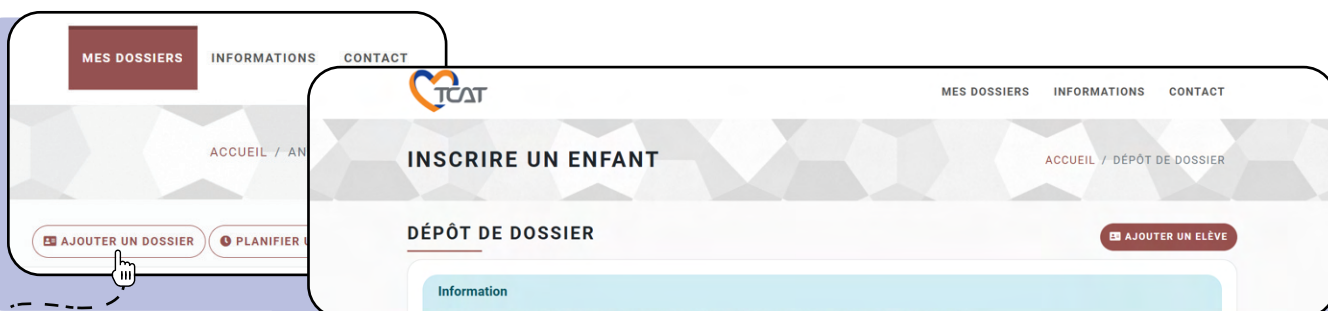 MES DOSSIERS INFORMATIONS CONTACT
ACCUEIL / AN
AJOUTER UN DOSSIER PLANIFIER
TCAT
MES DOSSIERS INFORMATIONS CONTACT
INSCRIRE UN ENFANT
ACCUEIL / DÉPÔT DE DOSSIER
DÉPÔT DE DOSSIER
AJOUTER UN ELÈVE
Information